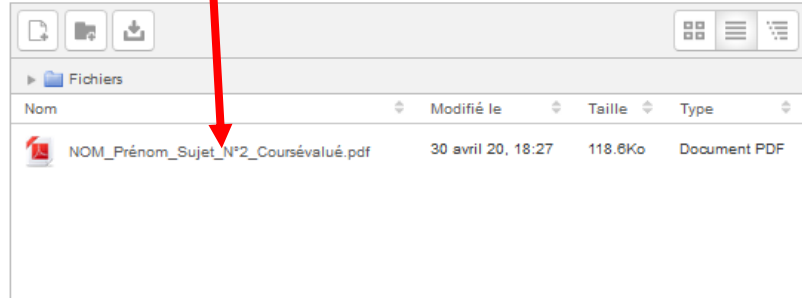 Fichiers
Nom Modifié le Taille Type
NOM_Prénom_Sujet_N°2_Coursévalué.pdf 30 avril 20, 18:27 118.6Ko Document PDF